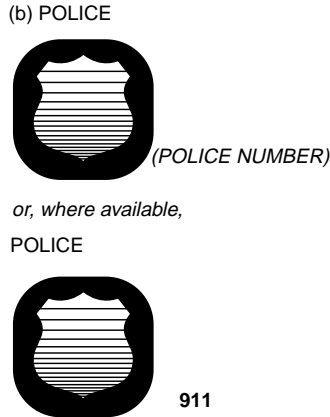 (b) POLICE
(POLICE NUMBER)
or, where available,
POLICE
911